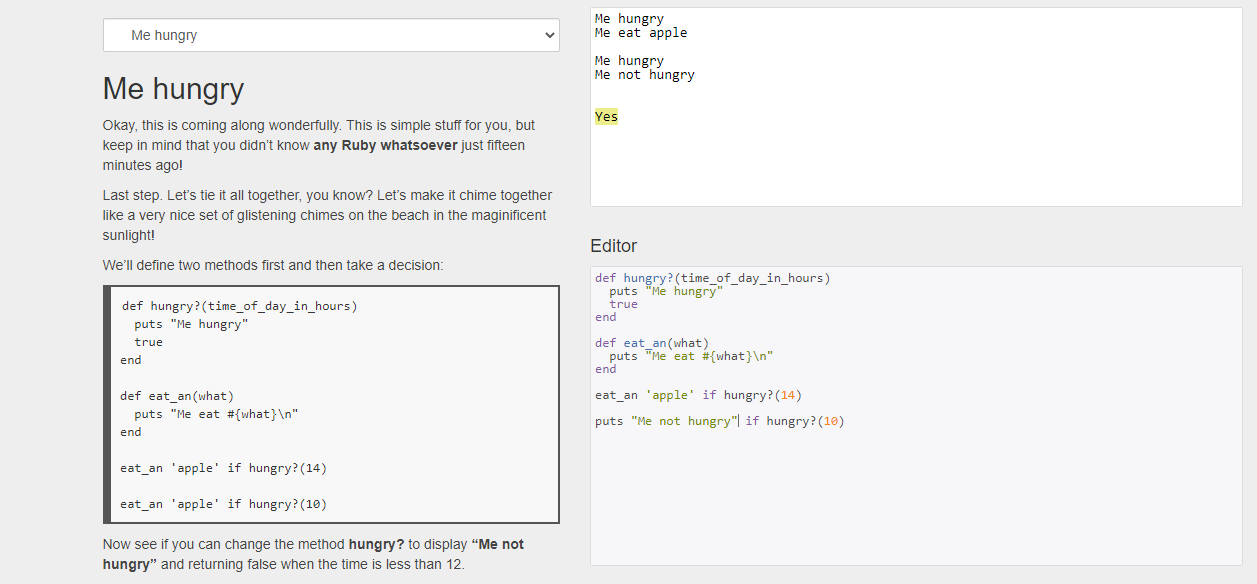 Me hungry
Me hungry
Okay, this is coming along wonderfully. This is simple stuff for you, but
keep in mind that you didn’t know any Ruby whatsoever just fifteen
minutes ago!
Last step. Let’s tie it all together, you know? Let’s make it chime together
like a very nice set of glistening chimes on the beach in the maginificent
sunlight!
We’ll define two methods first and then take a decision:
def hungry?(time_of_day_in_hours)
  puts "Me hungry"
  true
end

def eat_an(what)
  puts "Me eat #{what}\n"
end

eat_an 'apple' if hungry?(14)

eat_an 'apple' if hungry?(10)
Now see if you can change the method hungry? to display “Me not
hungry” and returning false when the time is less than 12.
Me hungry
Me eat apple

Me hungry
Me not hungry

Yes
Editor
def hungry?(time_of_day_in_hours)
  puts "Me hungry"
  true
end

def eat_an(what)
  puts "Me eat #{what}\n"
end

eat_an 'apple' if hungry?(14)

puts "Me not hungry" if hungry?(10)